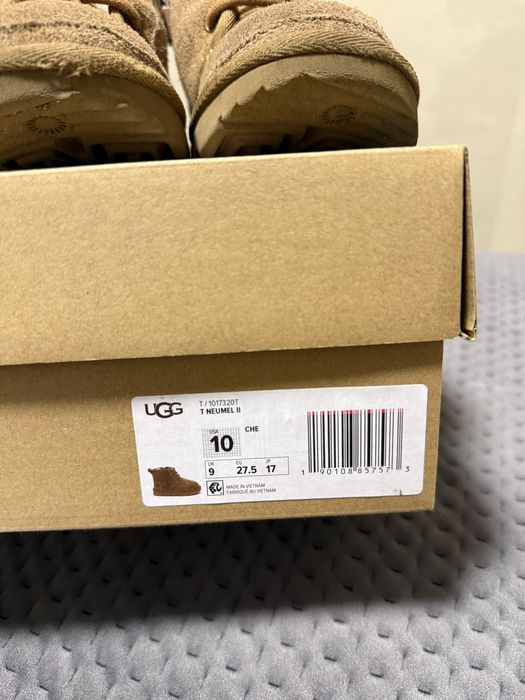 UGG
T / 1017320T
T NEUMEL II
USA
10
CHE
UK EU JP
9 27.5 17
MADE IN VIETNAM
FABRIQUÉ AU VIETNAM
1 90108 85757 3